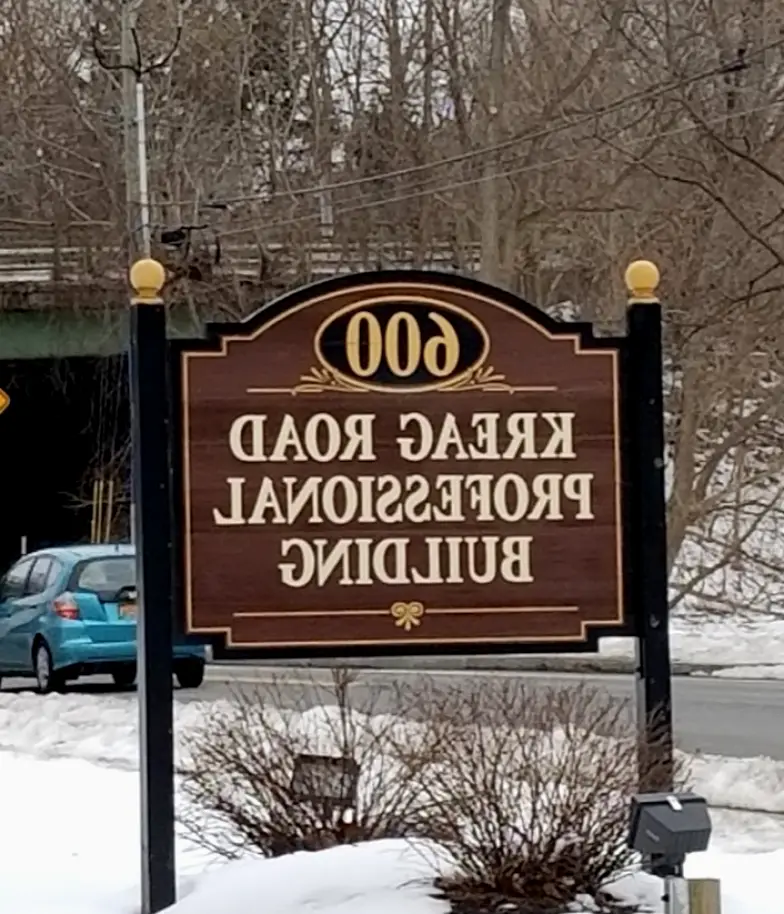 600
KREAG ROAD
PROFESSIONAL
BUILDING